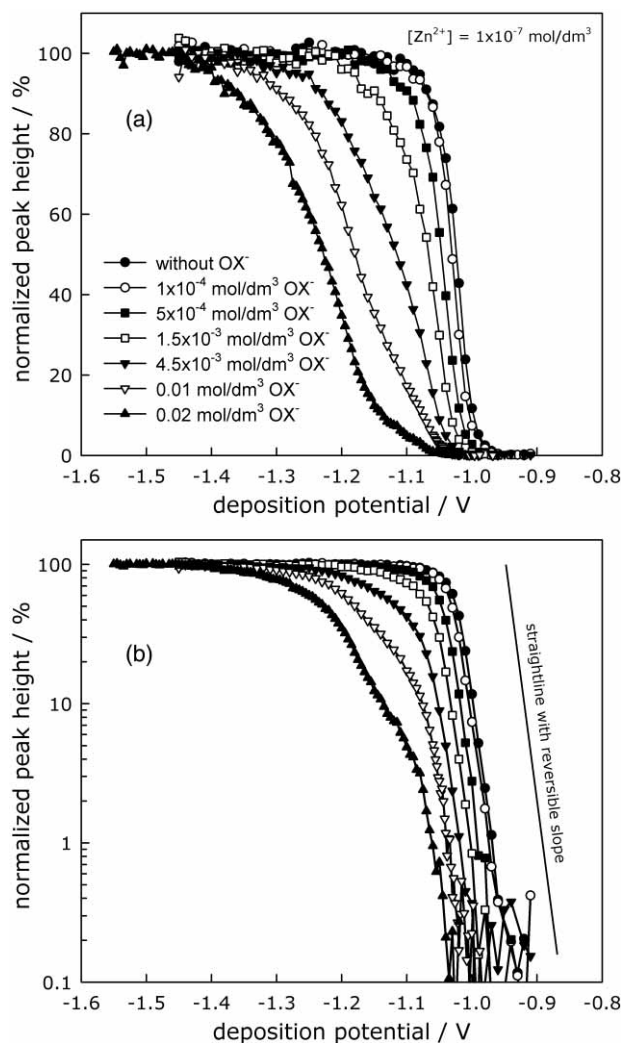 (a)
[Zn²⁺] = 1x10⁻⁷ mol/dm³
normalized peak height / %
100
80
60
40
20
0
without OX⁻
1x10⁻⁴ mol/dm³ OX⁻
5x10⁻⁴ mol/dm³ OX⁻
1.5x10⁻³ mol/dm³ OX⁻
4.5x10⁻³ mol/dm³ OX⁻
0.01 mol/dm³ OX⁻
0.02 mol/dm³ OX⁻
-1.6 -1.5 -1.4 -1.3 -1.2 -1.1 -1.0 -0.9 -0.8
deposition potential / V
(b)
normalized peak height / %
100
10
1
0.1
straightline with reversible slope
-1.6 -1.5 -1.4 -1.3 -1.2 -1.1 -1.0 -0.9 -0.8
deposition potential / V